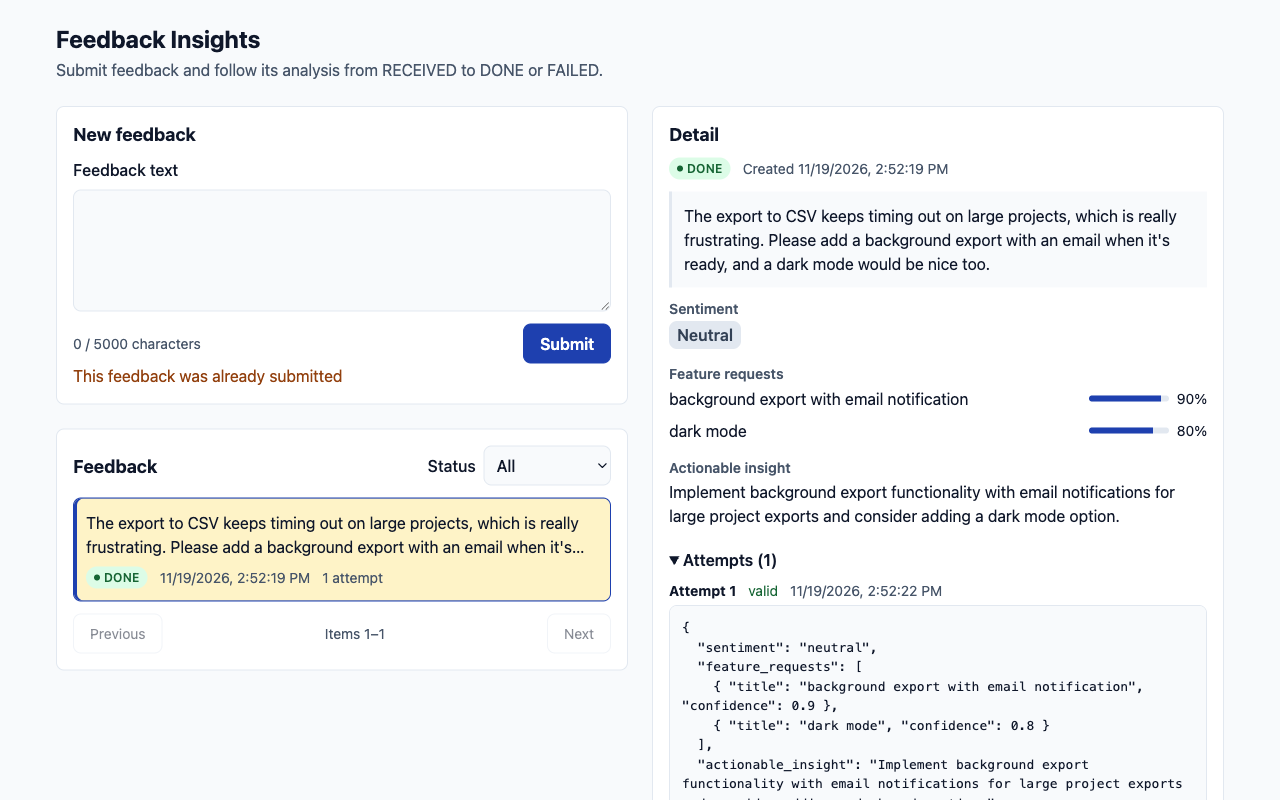 Feedback Insights
Submit feedback and follow its analysis from RECEIVED to DONE or FAILED.
New feedback
Feedback text
0 / 5000 characters
Submit
This feedback was already submitted
Feedback
Status
All
The export to CSV keeps timing out on large projects, which is really
frustrating. Please add a background export with an email when it's...
DONE
11/19/2026, 2:52:19 PM
1 attempt
Previous
Items 1–1
Next
Detail
DONE
Created 11/19/2026, 2:52:19 PM
The export to CSV keeps timing out on large projects, which is really
frustrating. Please add a background export with an email when it's
ready, and a dark mode would be nice too.
Sentiment
Neutral
Feature requests
background export with email notification
90%
dark mode
80%
Actionable insight
Implement background export functionality with email notifications for
large project exports and consider adding a dark mode option.
▼ Attempts (1)
Attempt 1 valid 11/19/2026, 2:52:22 PM
{
"sentiment": "neutral",
"feature_requests": [
{ "title": "background export with email notification",
"confidence": 0.9 },
{ "title": "dark mode", "confidence": 0.8 }
],
"actionable_insight": "Implement background export
functionality with email notifications for large project exports